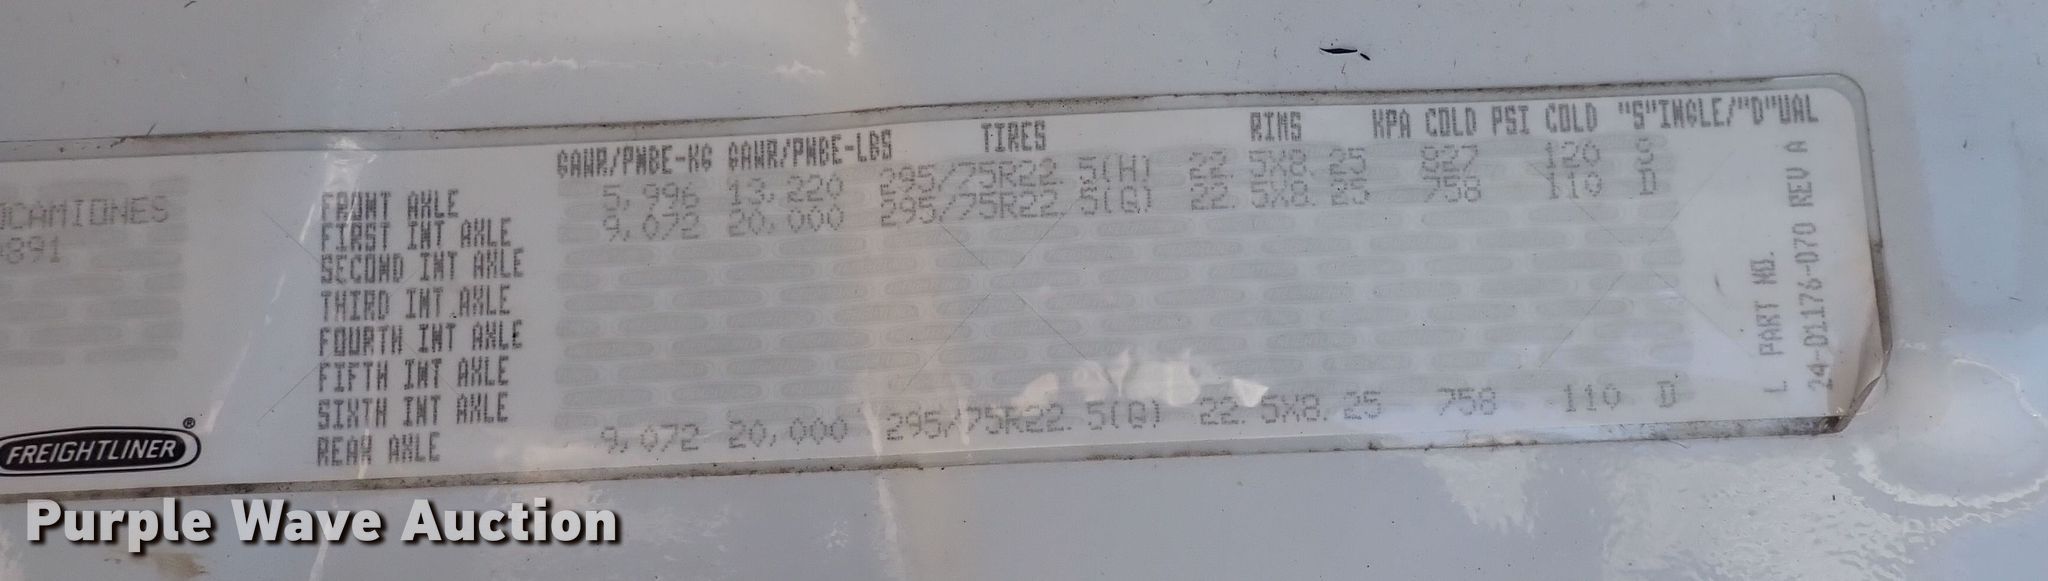 GAWR/PNBE-KG GAWR/PNBE-LBS TIRES RIMS KPA COLD PSI COLD "S"INGLE/"D"UAL
FRONT AXLE 5,996 13,220 295/75R22.5(H) 22.5X8.25 827 120 S
FIRST INT AXLE 9,072 20,000 295/75R22.5(G) 22.5X8.25 758 110 D
SECOND INT AXLE
THIRD INT AXLE
FOURTH INT AXLE
FIFTH INT AXLE
SIXTH INT AXLE
REAR AXLE 9,072 20,000 295/75R22.5(G) 22.5X8.25 758 110 D
OCAMIONES
891
L PART NO.
24-01176-070 REV A
FREIGHTLINER®
Purple Wave Auction